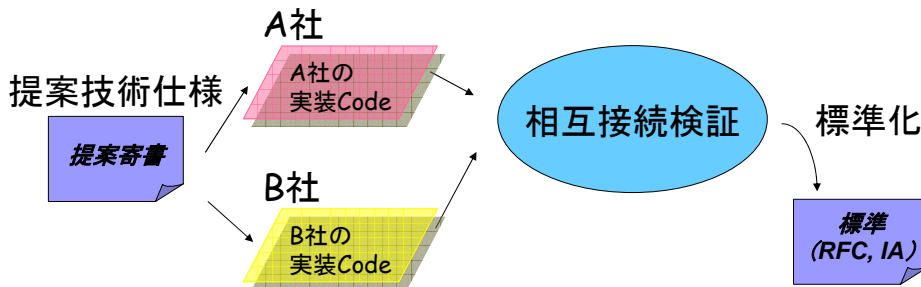 提案技術仕様
提案寄書
A社
A社の
実装Code
B社
B社の
実装Code
相互接続検証
標準化
標準
（RFC, IA）